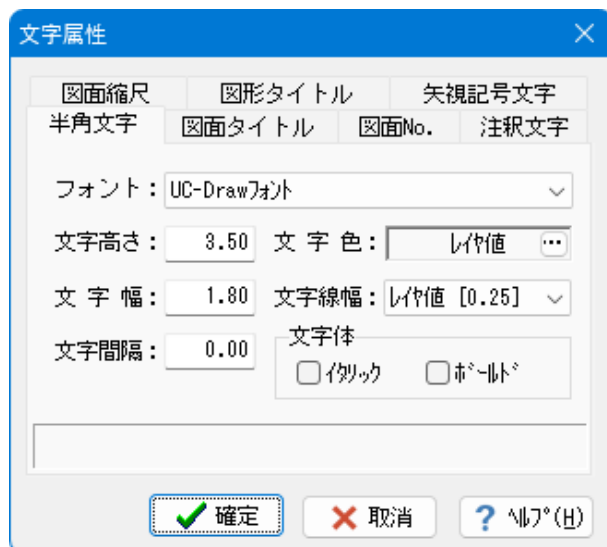 文字属性
図面縮尺 図形タイトル 矢視記号文字
半角文字 図面タイトル 図面No. 注釈文字
フォント： UC-Drawﾌｫﾝﾄ
文字高さ： 3.50 文 字 色： ﾚｲﾔ値 …
文 字 幅： 1.80 文字線幅： ﾚｲﾔ値 [0.25]
文字間隔： 0.00 文字体
ｲﾀﾘｯｸ ﾎﾞｰﾙﾄﾞ
確定 取消 ? ﾍﾙﾌﾟ(H)